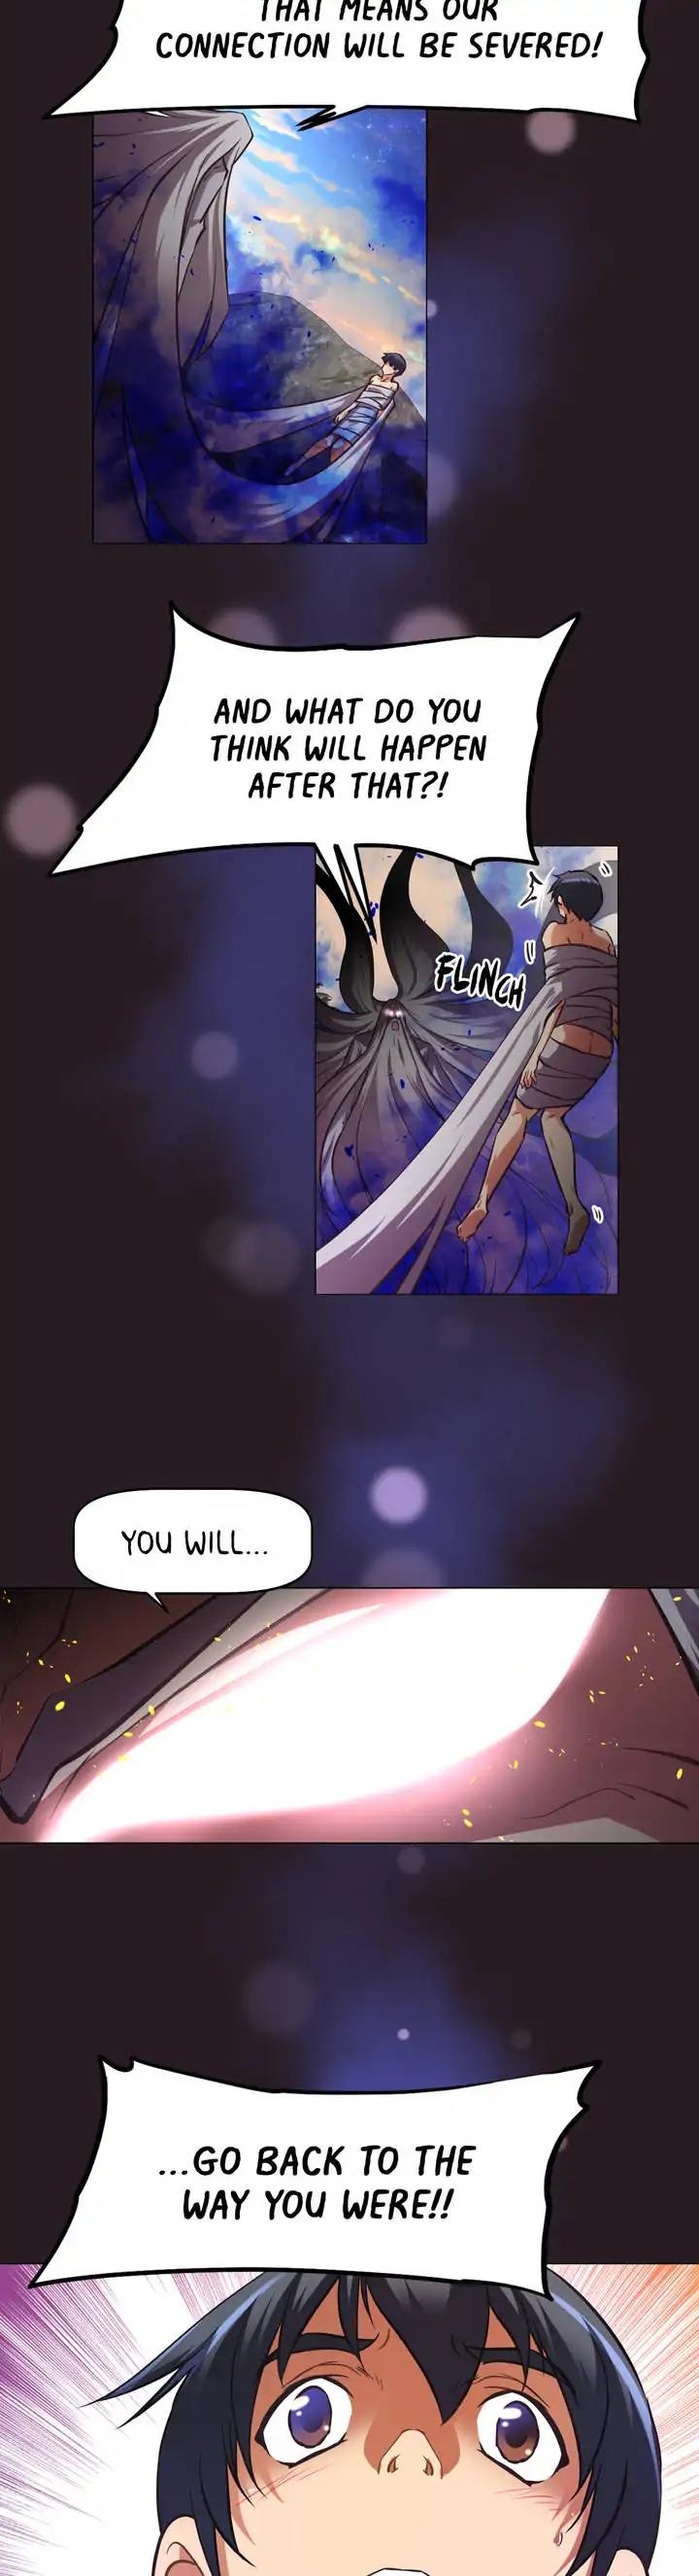 THAT MEANS OUR
CONNECTION WILL BE SEVERED!
AND WHAT DO YOU
THINK WILL HAPPEN
AFTER THAT?!
FLINCH
YOU WILL...
...GO BACK TO THE
WAY YOU WERE!!